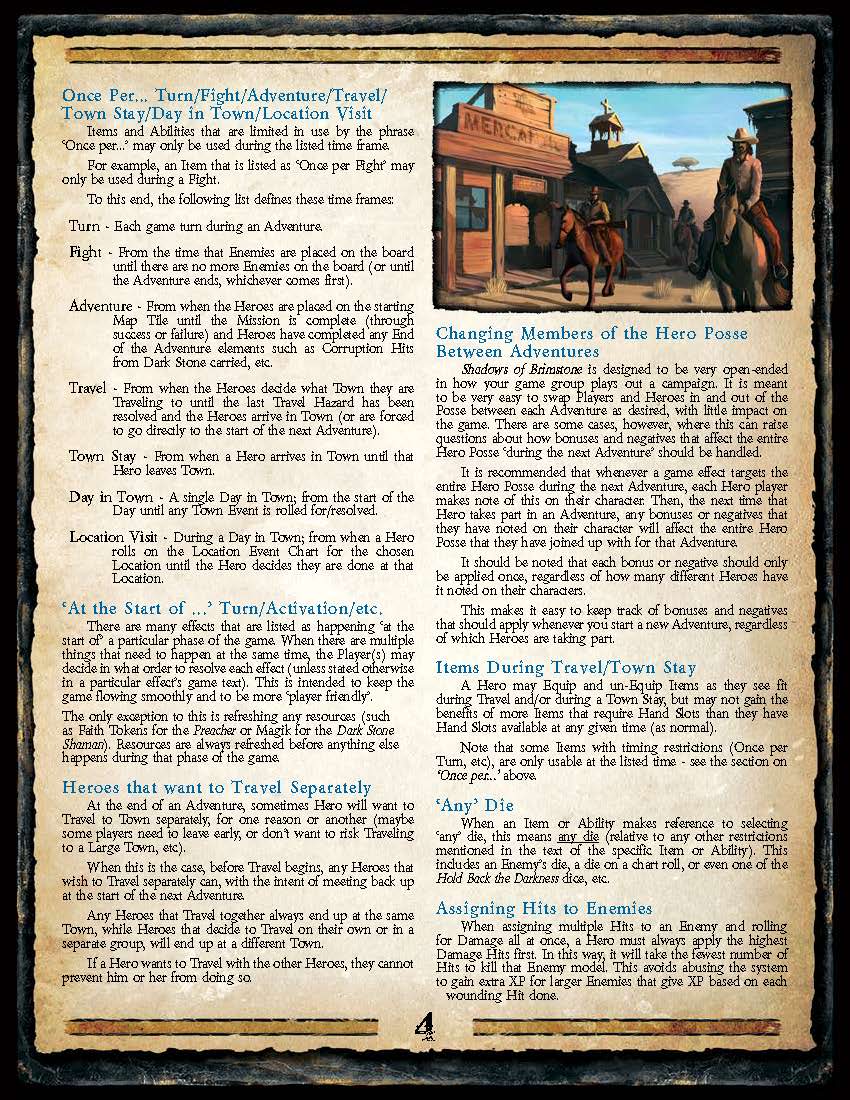 Once Per... Turn/Fight/Adventure/Travel/
Town Stay/Day in Town/Location Visit
Items and Abilities that are limited in use by the phrase
‘Once per...’ may only be used during the listed time frame.
For example, an Item that is listed as ‘Once per Fight’ may
only be used during a Fight.
To this end, the following list defines these time frames:
Turn - Each game turn during an Adventure.
Fight - From the time that Enemies are placed on the board
until there are no more Enemies on the board (or until
the Adventure ends, whichever comes first).
Adventure - From when the Heroes are placed on the starting
Map Tile until the Mission is complete (through
success or failure) and Heroes have completed any End
of the Adventure elements such as Corruption Hits
from Dark Stone carried, etc.
Travel - From when the Heroes decide what Town they are
Traveling to until the last Travel Hazard has been
resolved and the Heroes arrive in Town (or are forced
to go directly to the start of the next Adventure).
Town Stay - From when a Hero arrives in Town until that
Hero leaves Town.
Day in Town - A single Day in Town; from the start of the
Day until any Town Event is rolled for/resolved.
Location Visit - During a Day in Town; from when a Hero
rolls on the Location Event Chart for the chosen
Location until the Hero decides they are done at that
Location.
‘At the Start of ...’ Turn/Activation/etc.
There are many effects that are listed as happening ‘at the
start of’ a particular phase of the game. When there are multiple
things that need to happen at the same time, the Player(s) may
decide in what order to resolve each effect (unless stated otherwise
in a particular effect’s game text). This is intended to keep the
game flowing smoothly and to be more ‘player friendly’.
The only exception to this is refreshing any resources (such
as Faith Tokens for the Preacher or Magik for the Dark Stone
Shaman). Resources are always refreshed before anything else
happens during that phase of the game.
Heroes that want to Travel Separately
At the end of an Adventure, sometimes Hero will want to
Travel to Town separately, for one reason or another (maybe
some players need to leave early, or don’t want to risk Traveling
to a Large Town, etc).
When this is the case, before Travel begins, any Heroes that
wish to Travel separately can, with the intent of meeting back up
at the start of the next Adventure.
Any Heroes that Travel together always end up at the same
Town, while Heroes that decide to Travel on their own or in a
separate group, will end up at a different Town.
If a Hero wants to Travel with the other Heroes, they cannot
prevent him or her from doing so.
Changing Members of the Hero Posse
Between Adventures
Shadows of Brimstone is designed to be very open-ended
in how your game group plays out a campaign. It is meant
to be very easy to swap Players and Heroes in and out of the
Posse between each Adventure as desired, with little impact on
the game. There are some cases, however, where this can raise
questions about how bonuses and negatives that affect the entire
Hero Posse ‘during the next Adventure’ should be handled.
It is recommended that whenever a game effect targets the
entire Hero Posse during the next Adventure, each Hero player
makes note of this on their character. Then, the next time that
Hero takes part in an Adventure, any bonuses or negatives that
they have noted on their character will affect the entire Hero
Posse that they have joined up with for that Adventure.
It should be noted that each bonus or negative should only
be applied once, regardless of how many different Heroes have
it noted on their characters.
This makes it easy to keep track of bonuses and negatives
that should apply whenever you start a new Adventure, regardless
of which Heroes are taking part.
Items During Travel/Town Stay
A Hero may Equip and un-Equip Items as they see fit
during Travel and/or during a Town Stay, but may not gain the
benefits of more Items that require Hand Slots than they have
Hand Slots available at any given time (as normal).
Note that some Items with timing restrictions (Once per
Turn, etc), are only usable at the listed time - see the section on
‘Once per...’ above.
‘Any’ Die
When an Item or Ability makes reference to selecting
‘any’ die, this means any die (relative to any other restrictions
mentioned in the text of the specific Item or Ability). This
includes an Enemy’s die, a die on a chart roll, or even one of the
Hold Back the Darkness dice, etc.
Assigning Hits to Enemies
When assigning multiple Hits to an Enemy and rolling
for Damage all at once, a Hero must always apply the highest
Damage Hits first. In this way, it will take the fewest number of
Hits to kill that Enemy model. This avoids abusing the system
to gain extra XP for larger Enemies that give XP based on each
wounding Hit done.
4